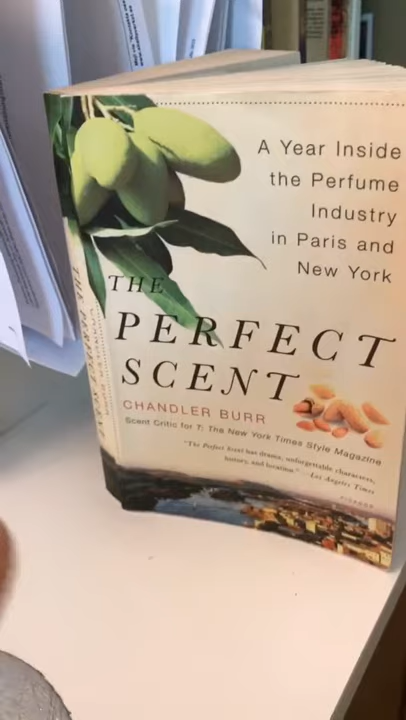 A Year Inside
the Perfume
Industry
in Paris and
New York
THE
PERFECT
SCENT
CHANDLER BURR
Scent Critic for T: The New York Times Style Magazine
"The Perfect Scent has drama, unforgettable characters,
history, and location." —Los Angeles Times
PICADOR
THE PERFECT SCENT